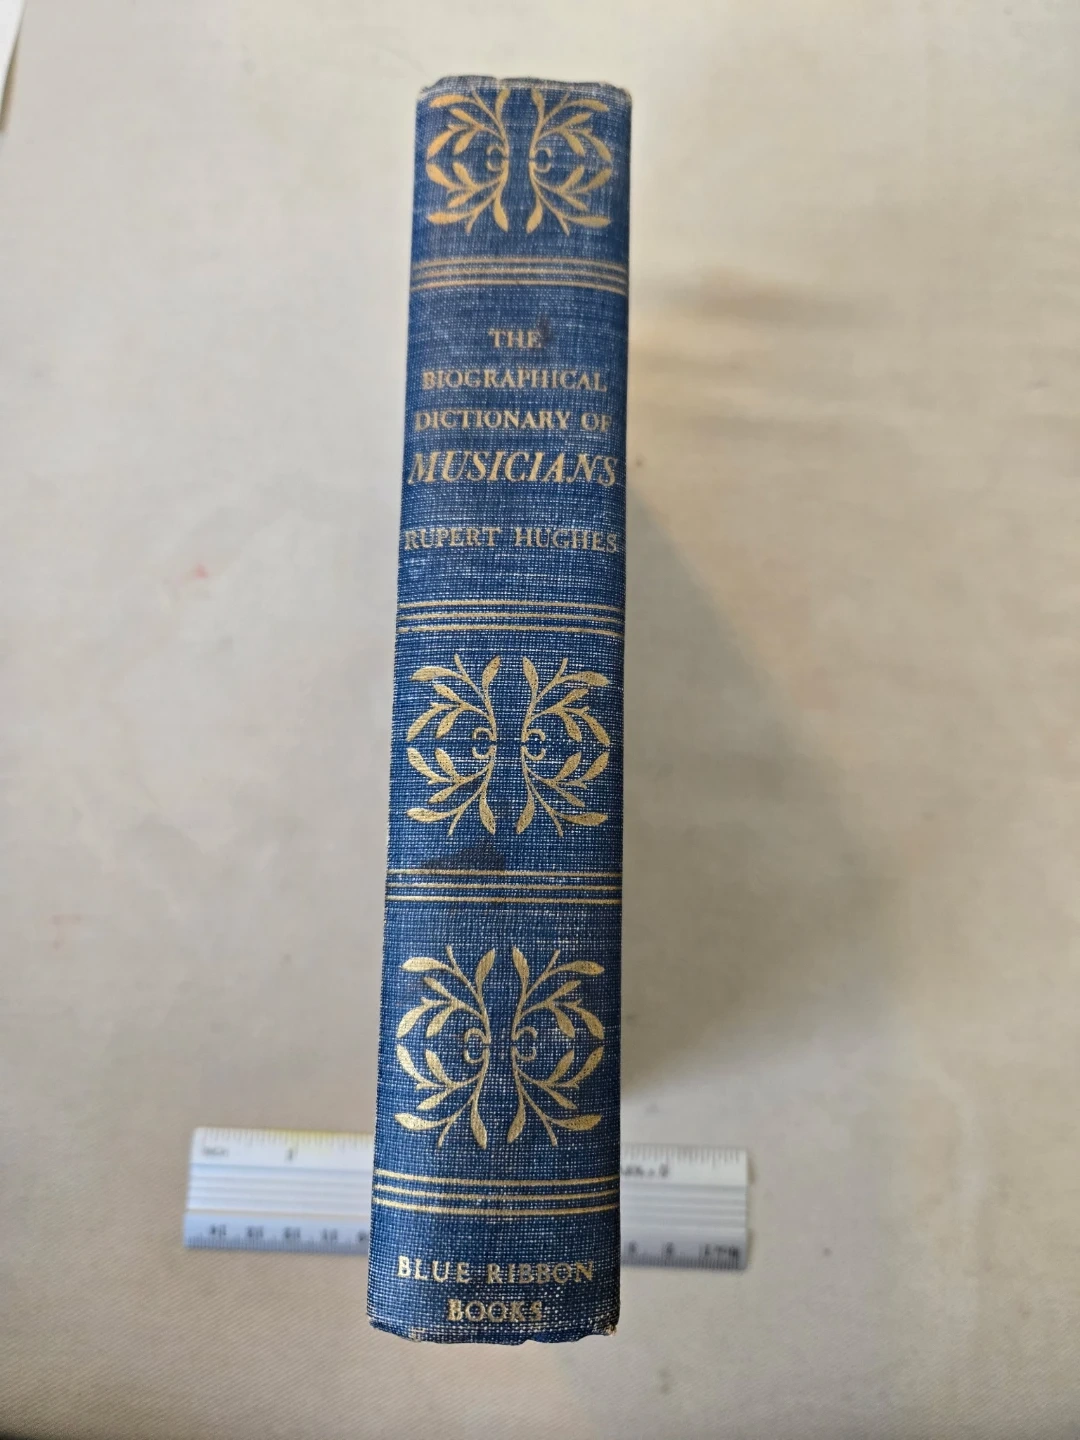 THE
BIOGRAPHICAL
DICTIONARY OF
MUSICIANS
RUPERT HUGHES
BLUE RIBBON
BOOKS